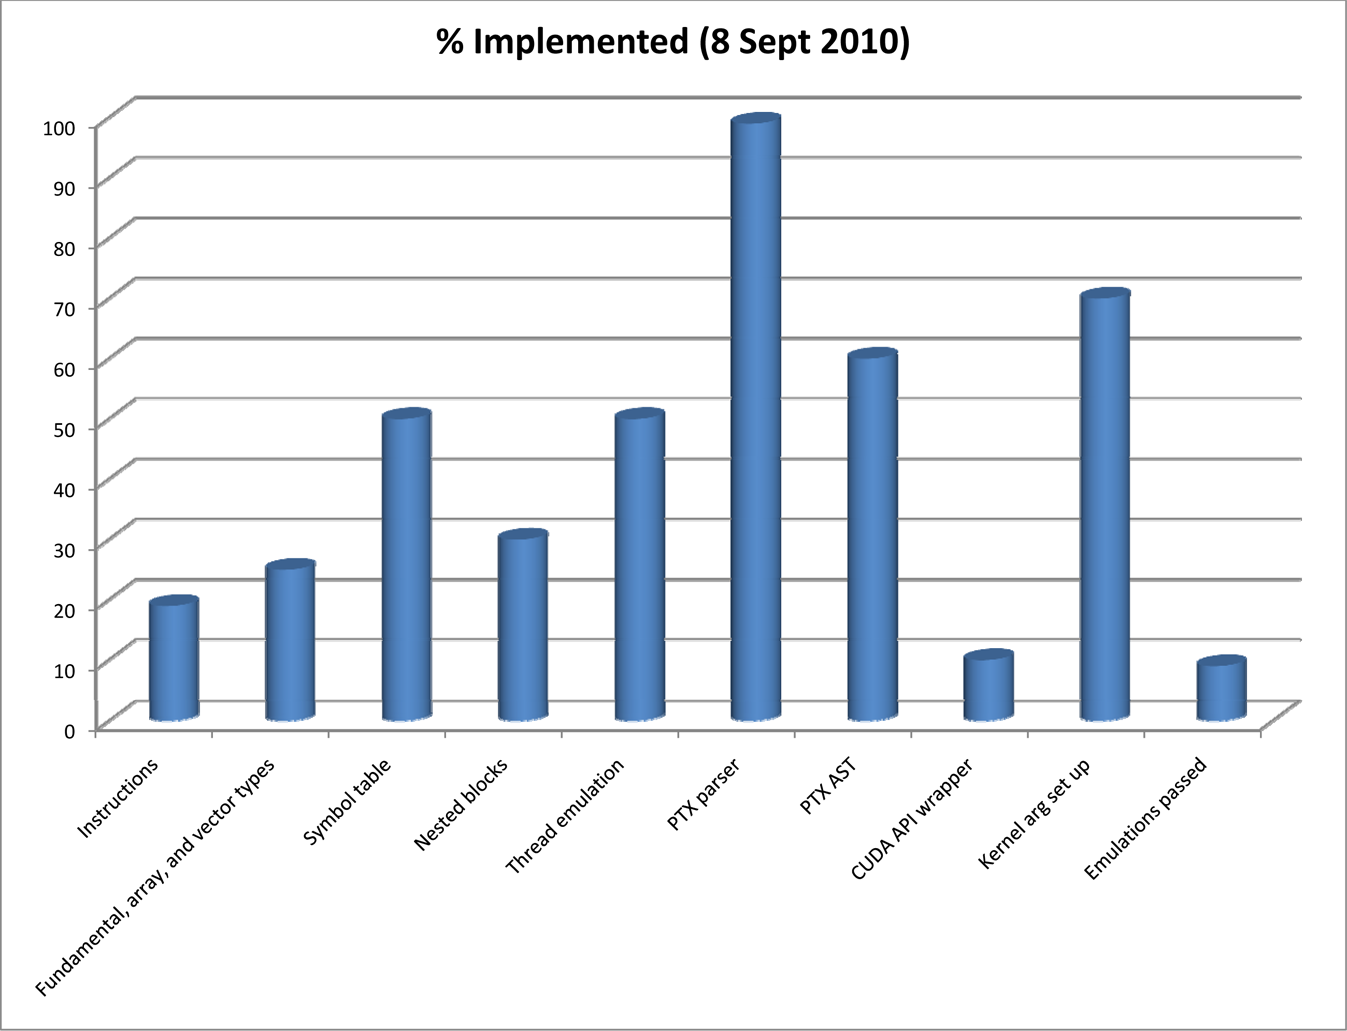 % Implemented (8 Sept 2010)
100
90
80
70
60
50
40
30
20
10
0
Instructions
Fundamental, array, and vector types
Symbol table
Nested blocks
Thread emulation
PTX parser
PTX AST
CUDA API wrapper
Kernel arg set up
Emulations passed